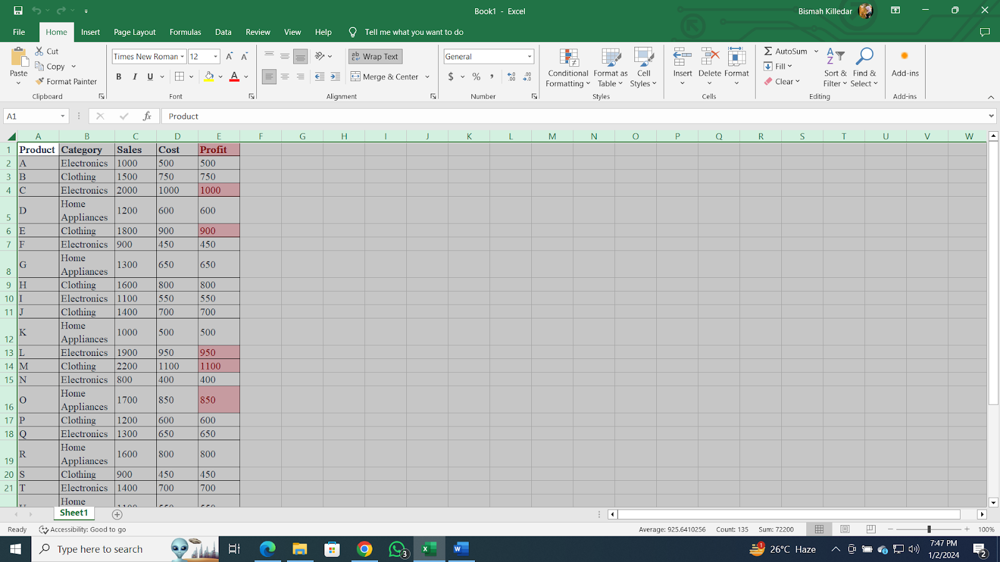 Book1 - Excel
Bismah Killedar
File Home Insert Page Layout Formulas Data Review View Help Tell me what you want to do
Paste
Cut
Copy
Format Painter
Clipboard
Times New Roman 12
B I U
Font
Wrap Text
Merge & Center
Alignment
General
$ % ,
Number
Conditional Formatting
Format as Table
Cell Styles
Styles
Insert Delete Format
Cells
AutoSum
Fill
Clear
Sort & Filter
Find & Select
Editing
Add-ins
Add-ins
A1 fx Product
A B C D E F G H I J K L M N O P Q R S T U V W
1 Product Category Sales Cost Profit
2 A Electronics 1000 500 500
3 B Clothing 1500 750 750
4 C Electronics 2000 1000 1000
5 D Home Appliances 1200 600 600
6 E Clothing 1800 900 900
7 F Electronics 900 450 450
8 G Home Appliances 1300 650 650
9 H Clothing 1600 800 800
10 I Electronics 1100 550 550
11 J Clothing 1400 700 700
12 K Home Appliances 1000 500 500
13 L Electronics 1900 950 950
14 M Clothing 2200 1100 1100
15 N Electronics 800 400 400
16 O Home Appliances 1700 850 850
17 P Clothing 1200 600 600
18 Q Electronics 1300 650 650
19 R Home Appliances 1600 800 800
20 S Clothing 900 450 450
21 T Electronics 1400 700 700
Home
Sheet1
Ready Accessibility: Good to go Average: 925.6410256 Count: 135 Sum: 72200 100%
Type here to search
3
1
26°C Haze
7:47 PM
1/2/2024
2